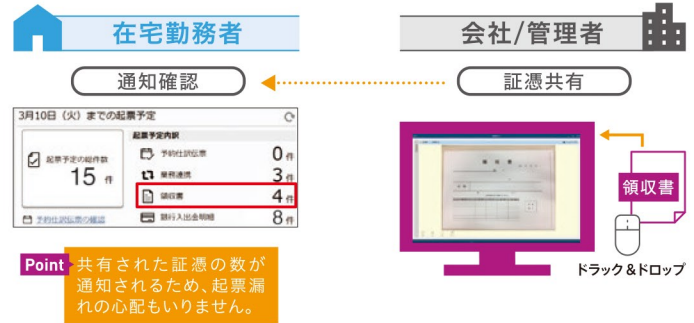 在宅勤務者
会社/管理者
通知確認
証憑共有
3月10日（火）までの起票予定
起票予定内訳
起票予定の総件数
15 件
予約仕訳伝票 0件
業務連携 3件
領収書 4件
銀行入出金明細 8件
予約仕訳伝票の確認
領収書
ドラック&ドロップ
Point 共有された証憑の数が
通知されるため、起票漏
れの心配もいりません。